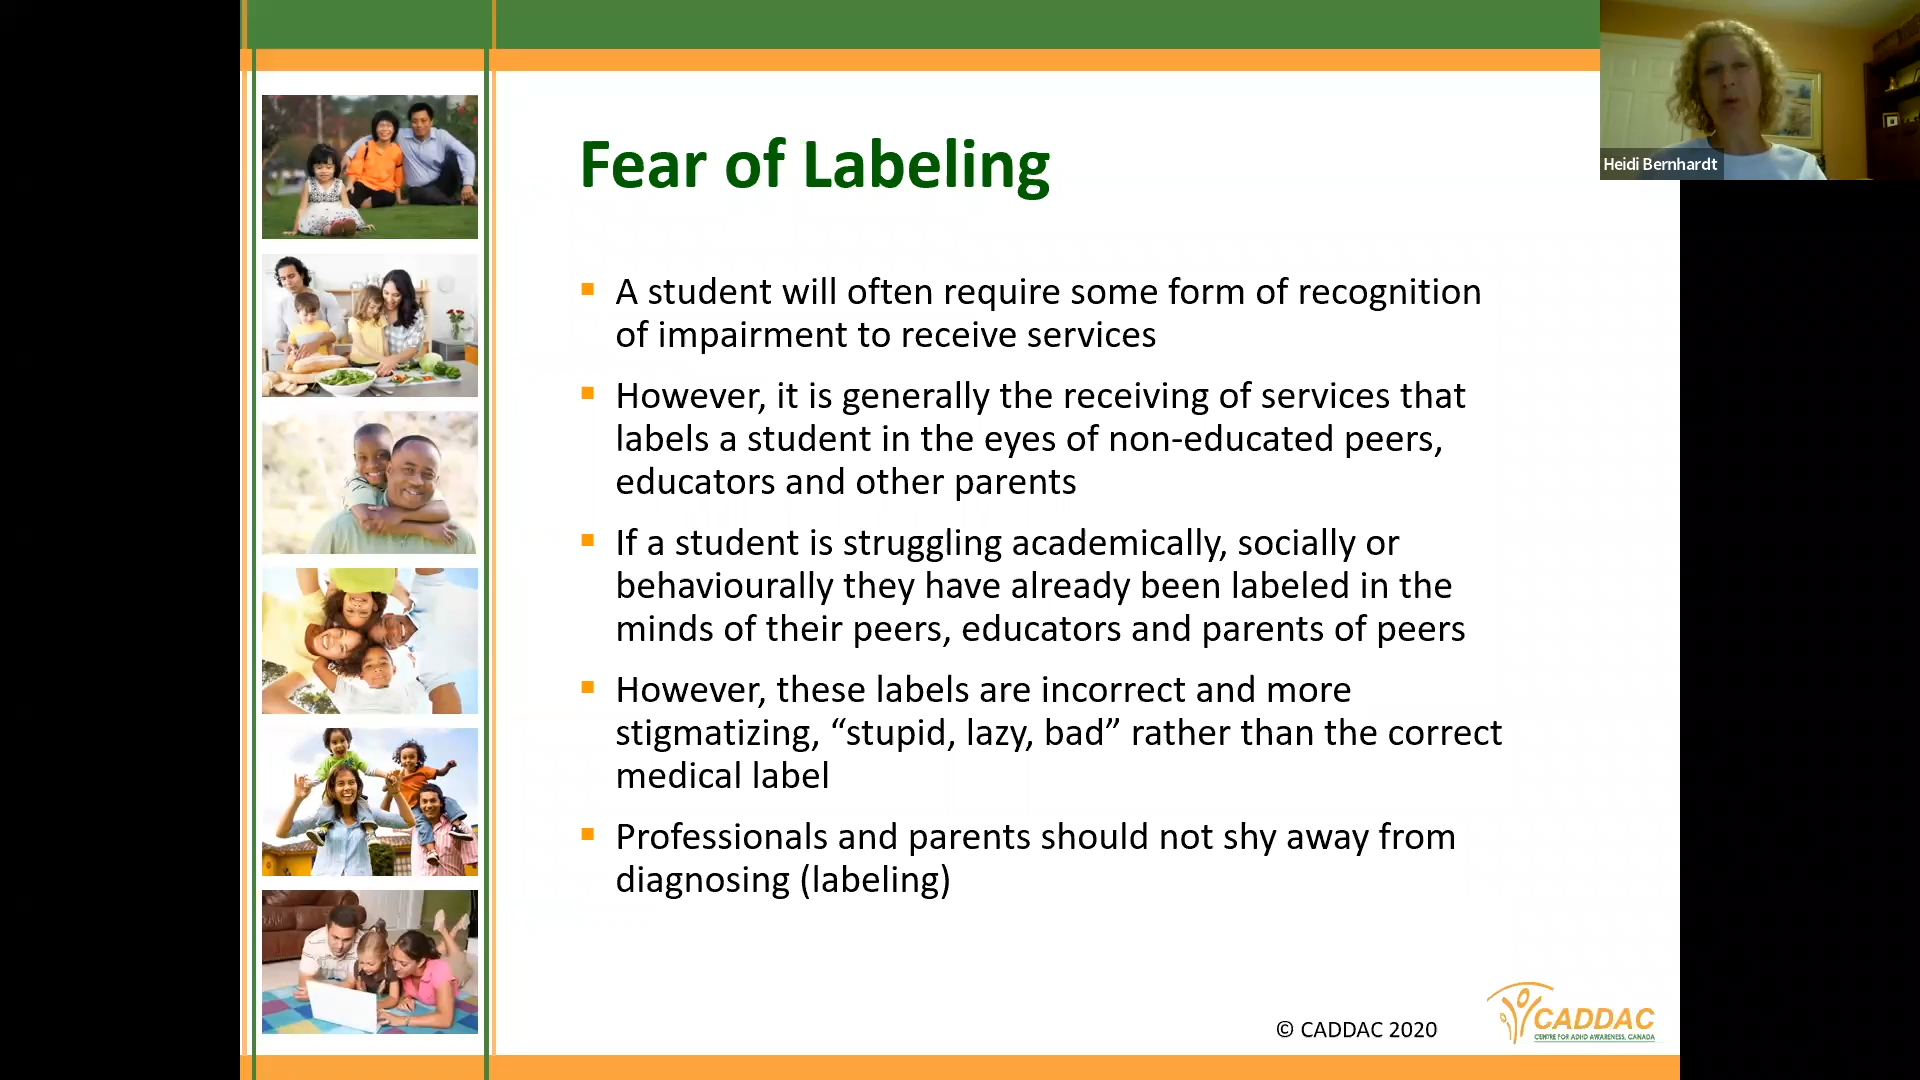 Heidi Bernhardt
Fear of Labeling
A student will often require some form of recognition
of impairment to receive services
However, it is generally the receiving of services that
labels a student in the eyes of non-educated peers,
educators and other parents
If a student is struggling academically, socially or
behaviourally they have already been labeled in the
minds of their peers, educators and parents of peers
However, these labels are incorrect and more
stigmatizing, “stupid, lazy, bad” rather than the correct
medical label
Professionals and parents should not shy away from
diagnosing (labeling)
© CADDAC 2020
CADDAC
CENTRE FOR ADHD AWARENESS, CANADA